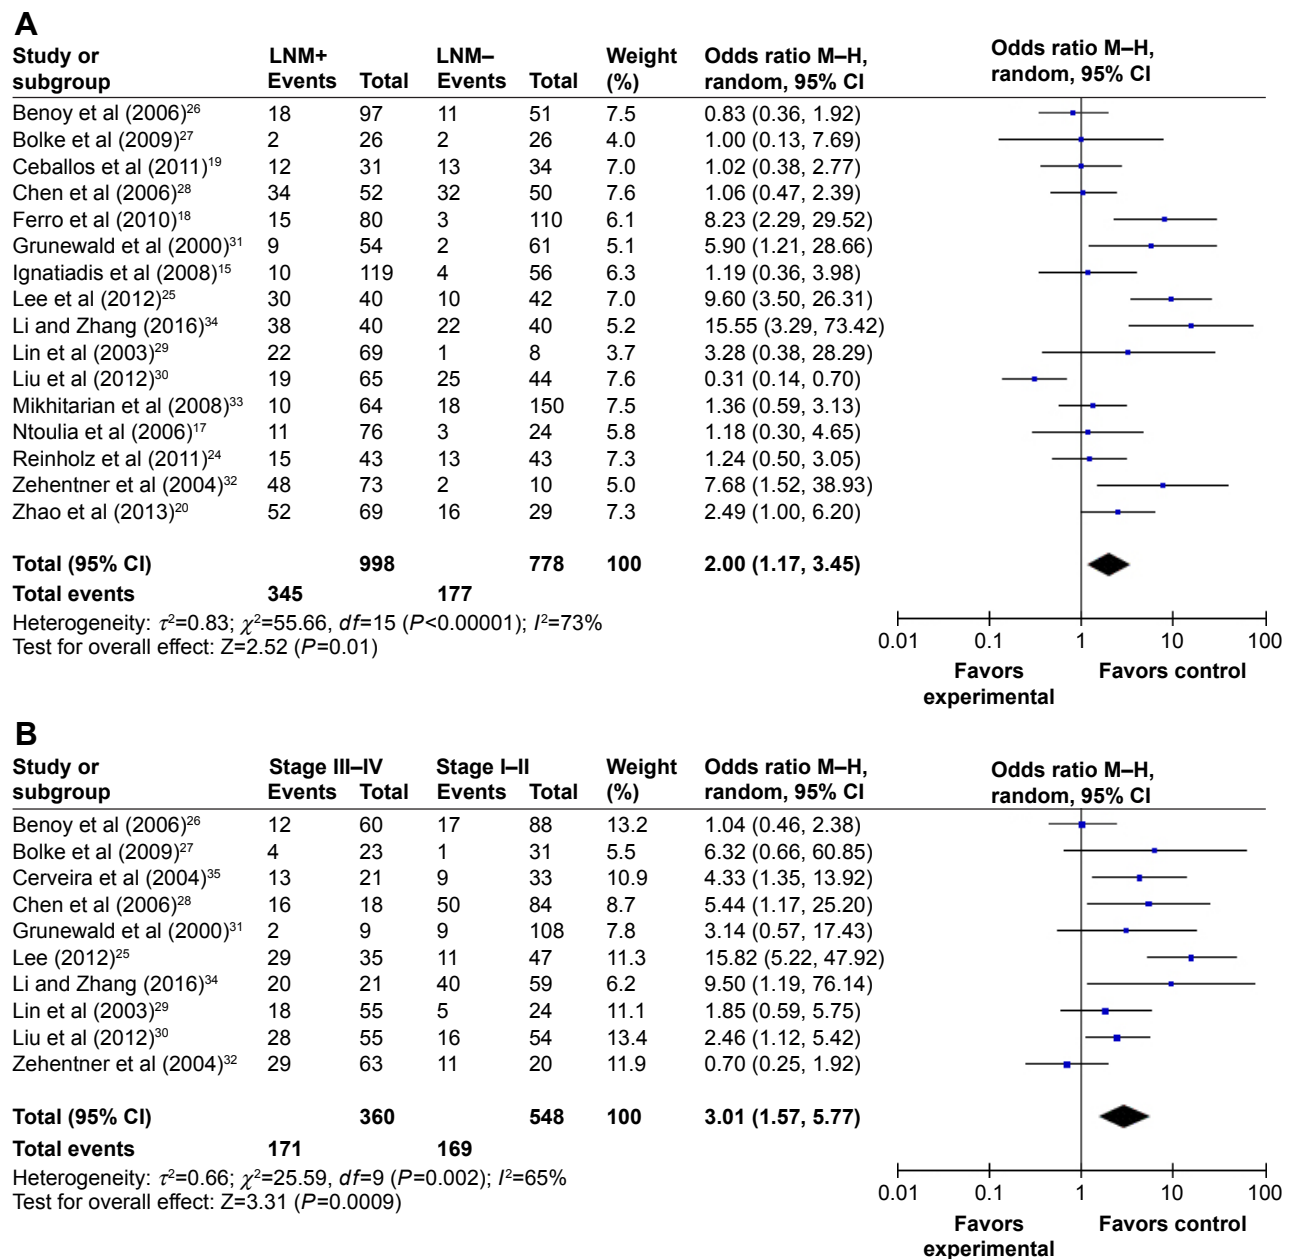 A
Study or subgroup LNM+ Events Total LNM– Events Total Weight (%) Odds ratio M–H, random, 95% CI Odds ratio M–H, random, 95% CI
Benoy et al (2006)26 18 97 11 51 7.5 0.83 (0.36, 1.92)
Bolke et al (2009)27 2 26 2 26 4.0 1.00 (0.13, 7.69)
Ceballos et al (2011)19 12 31 13 34 7.0 1.02 (0.38, 2.77)
Chen et al (2006)28 34 52 32 50 7.6 1.06 (0.47, 2.39)
Ferro et al (2010)18 15 80 3 110 6.1 8.23 (2.29, 29.52)
Grunewald et al (2000)31 9 54 2 61 5.1 5.90 (1.21, 28.66)
Ignatiadis et al (2008)15 10 119 4 56 6.3 1.19 (0.36, 3.98)
Lee et al (2012)25 30 40 10 42 7.0 9.60 (3.50, 26.31)
Li and Zhang (2016)34 38 40 22 40 5.2 15.55 (3.29, 73.42)
Lin et al (2003)29 22 69 1 8 3.7 3.28 (0.38, 28.29)
Liu et al (2012)30 19 65 25 44 7.6 0.31 (0.14, 0.70)
Mikhitarian et al (2008)33 10 64 18 150 7.5 1.36 (0.59, 3.13)
Ntoulia et al (2006)17 11 76 3 24 5.8 1.18 (0.30, 4.65)
Reinholz et al (2011)24 15 43 13 43 7.3 1.24 (0.50, 3.05)
Zehentner et al (2004)32 48 73 2 10 5.0 7.68 (1.52, 38.93)
Zhao et al (2013)20 52 69 16 29 7.3 2.49 (1.00, 6.20)
Total (95% CI) 998 778 100 2.00 (1.17, 3.45)
Total events 345 177
Heterogeneity: τ2=0.83; χ2=55.66, df=15 (P<0.00001); I2=73%
Test for overall effect: Z=2.52 (P=0.01)
0.01 0.1 1 10 100
Favors experimental Favors control
B
Study or subgroup Stage III–IV Events Total Stage I–II Events Total Weight (%) Odds ratio M–H, random, 95% CI Odds ratio M–H, random, 95% CI
Benoy et al (2006)26 12 60 17 88 13.2 1.04 (0.46, 2.38)
Bolke et al (2009)27 4 23 1 31 5.5 6.32 (0.66, 60.85)
Cerveira et al (2004)35 13 21 9 33 10.9 4.33 (1.35, 13.92)
Chen et al (2006)28 16 18 50 84 8.7 5.44 (1.17, 25.20)
Grunewald et al (2000)31 2 9 9 108 7.8 3.14 (0.57, 17.43)
Lee (2012)25 29 35 11 47 11.3 15.82 (5.22, 47.92)
Li and Zhang (2016)34 20 21 40 59 6.2 9.50 (1.19, 76.14)
Lin et al (2003)29 18 55 5 24 11.1 1.85 (0.59, 5.75)
Liu et al (2012)30 28 55 16 54 13.4 2.46 (1.12, 5.42)
Zehentner et al (2004)32 29 63 11 20 11.9 0.70 (0.25, 1.92)
Total (95% CI) 360 548 100 3.01 (1.57, 5.77)
Total events 171 169
Heterogeneity: τ2=0.66; χ2=25.59, df=9 (P=0.002); I2=65%
Test for overall effect: Z=3.31 (P=0.0009)
0.01 0.1 1 10 100
Favors experimental Favors control